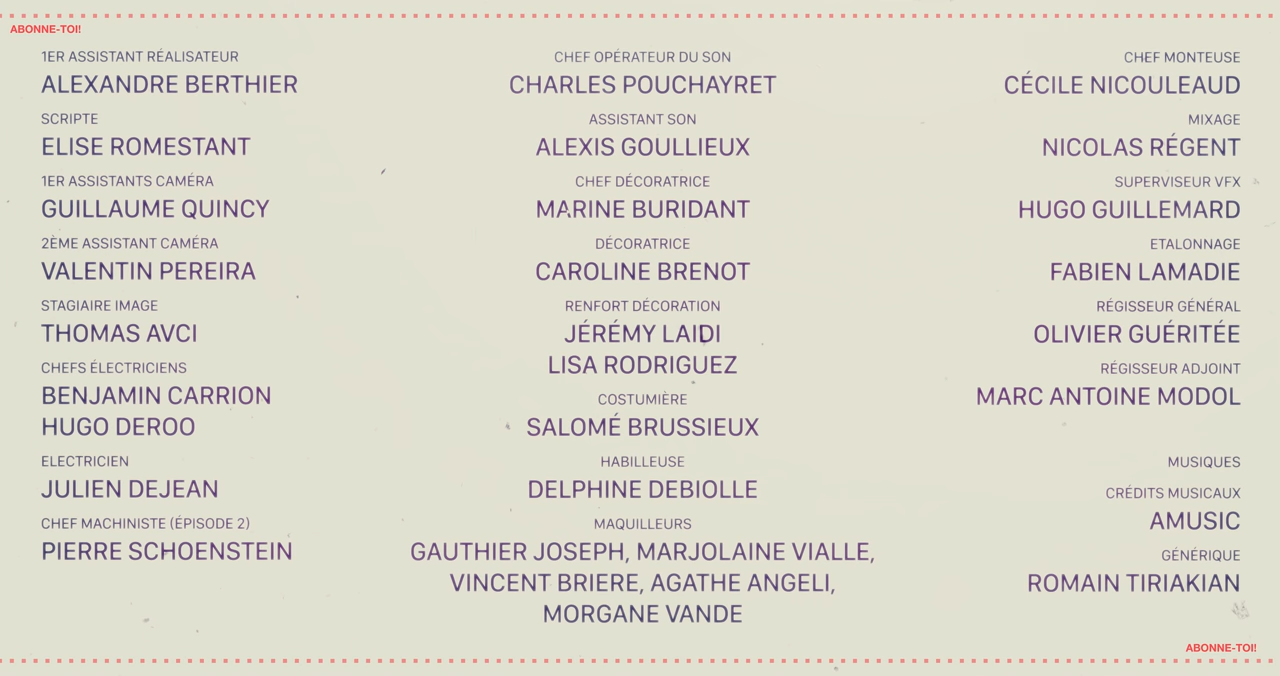 ABONNE-TOI!
1ER ASSISTANT RÉALISATEUR
ALEXANDRE BERTHIER
SCRIPTE
ELISE ROMESTANT
1ER ASSISTANTS CAMÉRA
GUILLAUME QUINCY
2ÈME ASSISTANT CAMÉRA
VALENTIN PEREIRA
STAGIAIRE IMAGE
THOMAS AVCI
CHEFS ÉLECTRICIENS
BENJAMIN CARRION
HUGO DEROO
ELECTRICIEN
JULIEN DEJEAN
CHEF MACHINISTE (ÉPISODE 2)
PIERRE SCHOENSTEIN
CHEF OPÉRATEUR DU SON
CHARLES POUCHAYRET
ASSISTANT SON
ALEXIS GOULLIEUX
CHEF DÉCORATRICE
MARINE BURIDANT
DÉCORATRICE
CAROLINE BRENOT
RENFORT DÉCORATION
JÉRÉMY LAIDI
LISA RODRIGUEZ
COSTUMIÈRE
SALOMÉ BRUSSIEUX
HABILLEUSE
DELPHINE DEBIOLLE
MAQUILLEURS
GAUTHIER JOSEPH, MARJOLAINE VIALLE,
VINCENT BRIERE, AGATHE ANGELI,
MORGANE VANDE
CHEF MONTEUSE
CÉCILE NICOULEAUD
MIXAGE
NICOLAS RÉGENT
SUPERVISEUR VFX
HUGO GUILLEMARD
ETALONNAGE
FABIEN LAMADIE
RÉGISSEUR GÉNÉRAL
OLIVIER GUÉRITÉE
RÉGISSEUR ADJOINT
MARC ANTOINE MODOL
MUSIQUES
CRÉDITS MUSICAUX
AMUSIC
GÉNÉRIQUE
ROMAIN TIRIAKIAN
ABONNE-TOI!